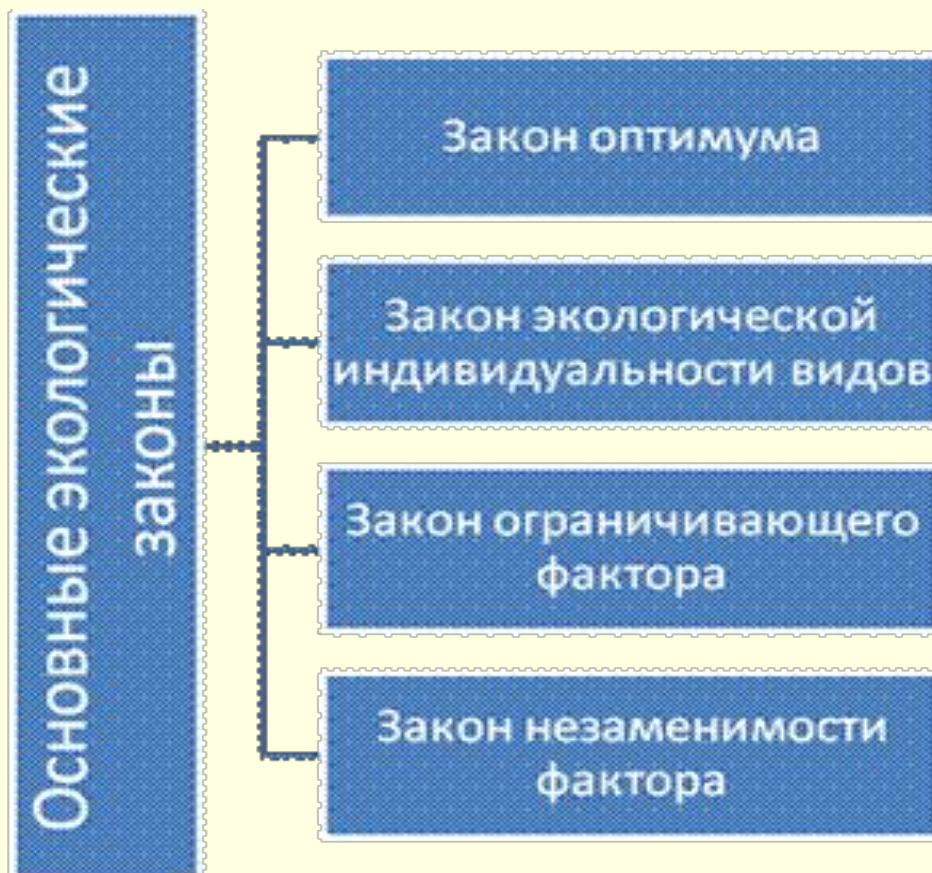 Основные экологические
законы
Закон оптимума
Закон экологической
индивидуальности видов
Закон ограничивающего
фактора
Закон незаменимости
фактора